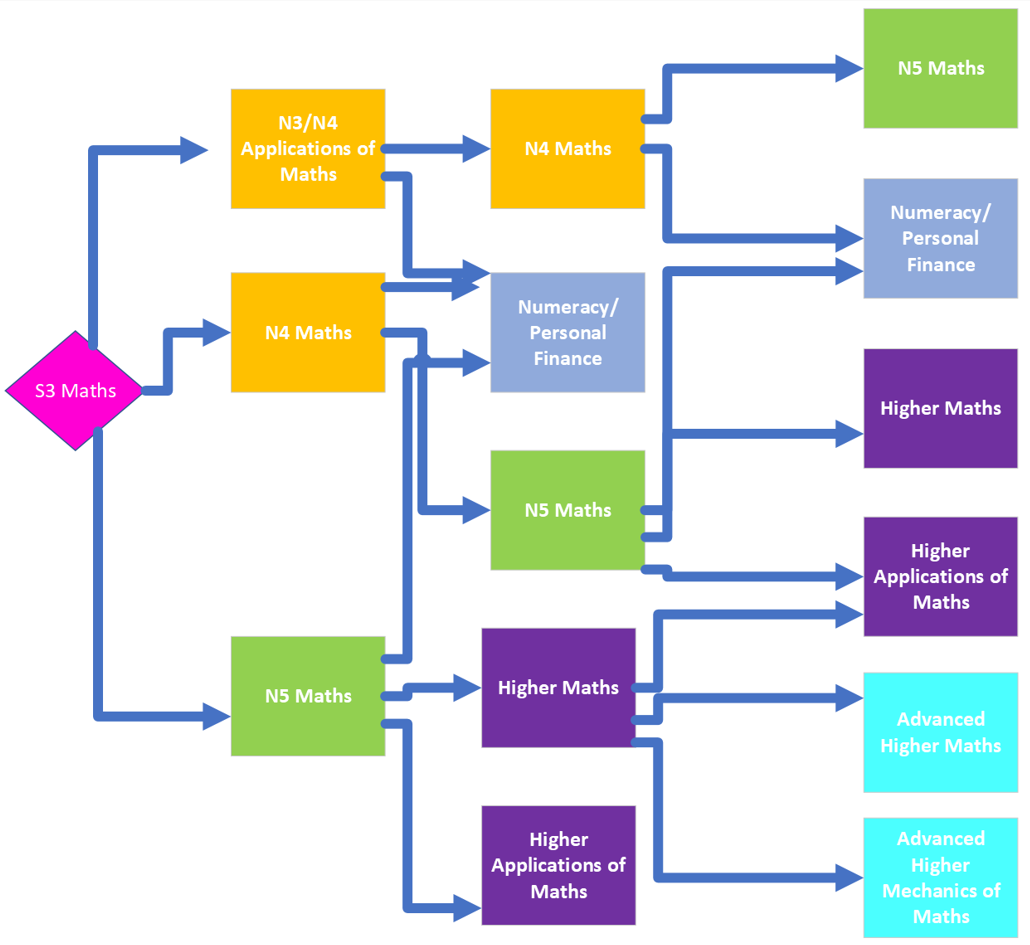 S3 Maths
N3/N4
Applications of
Maths
N4 Maths
N5 Maths
N4 Maths
Numeracy/
Personal
Finance
N5 Maths
Higher Maths
Higher
Applications of
Maths
N5 Maths
Numeracy/
Personal
Finance
Higher Maths
Higher
Applications of
Maths
Advanced
Higher Maths
Advanced
Higher
Mechanics of
Maths